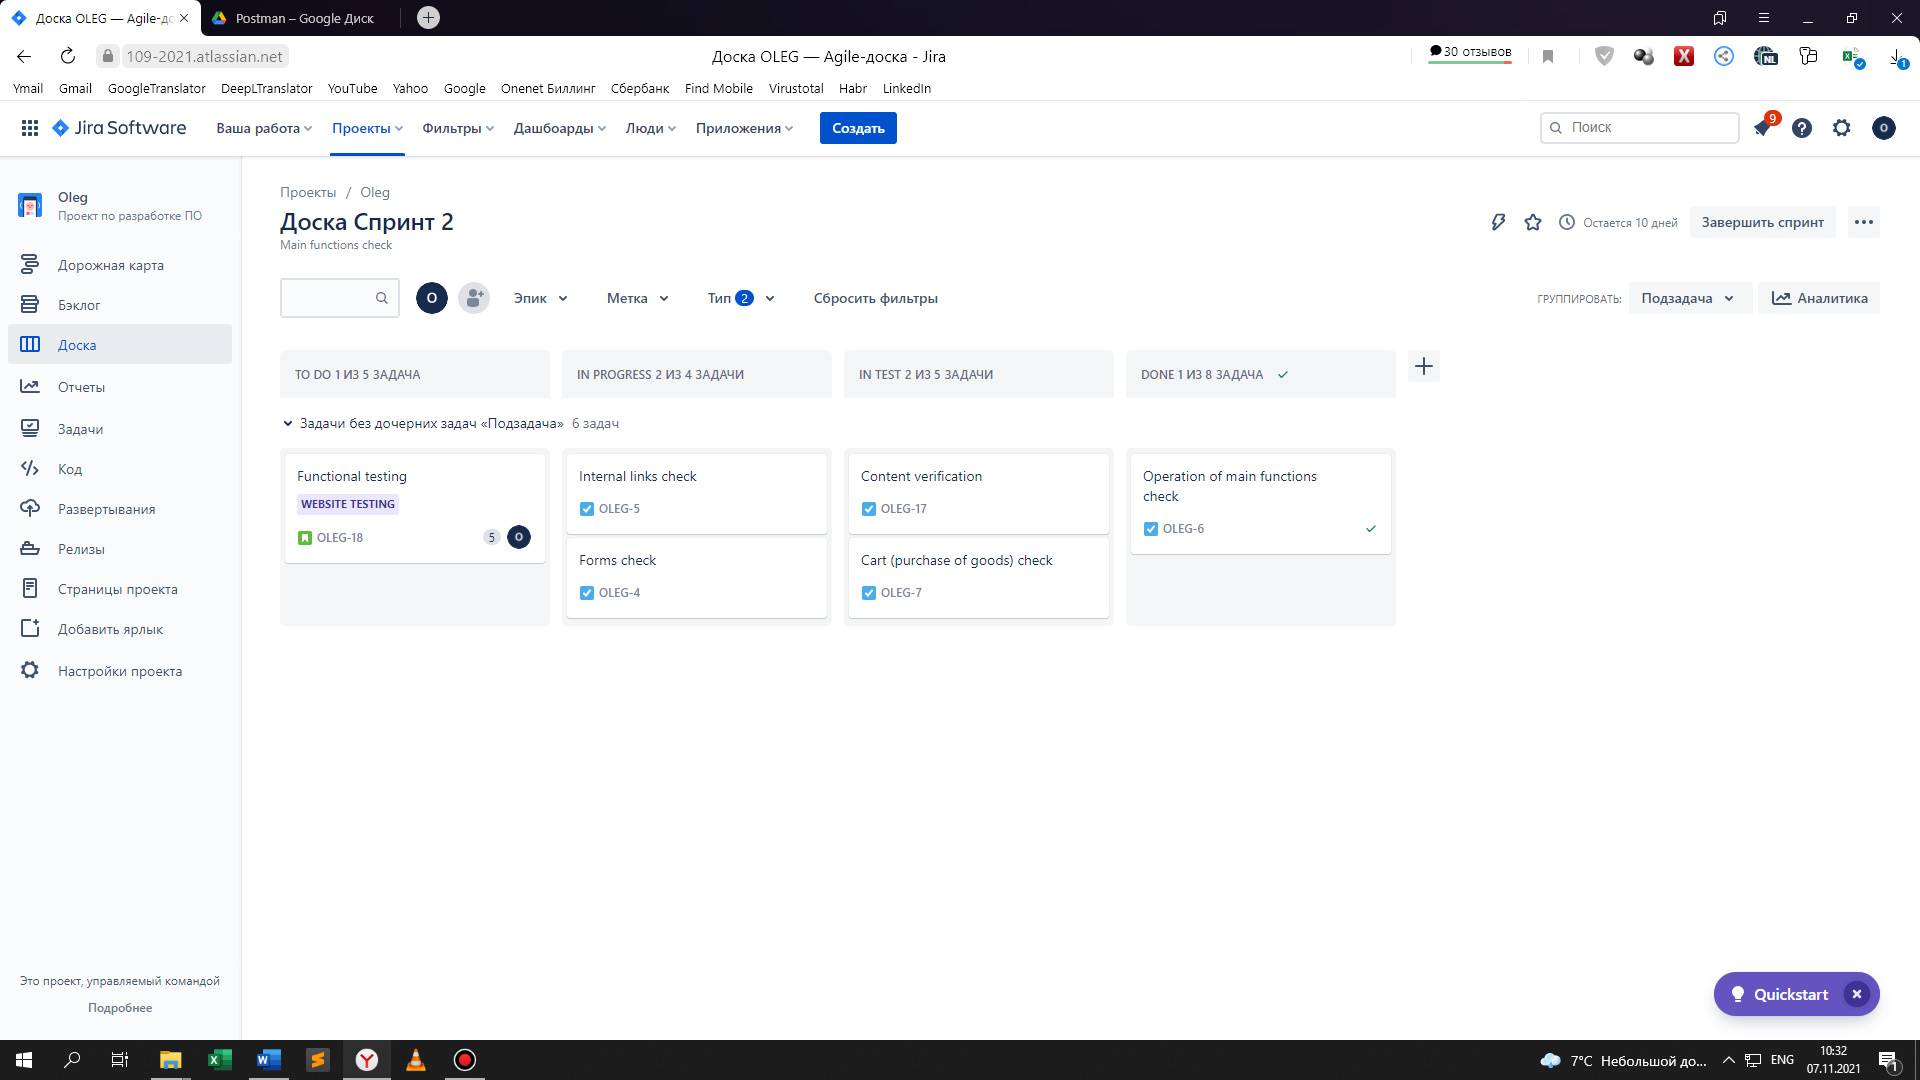 Доска OLEG — Agile-до
Postman – Google Диск
109-2021.atlassian.net
Доска OLEG — Agile-доска - Jira
30 отзывов
NL
1
Ymail
Gmail
GoogleTranslator
DeepLTranslator
YouTube
Yahoo
Google
Onenet Биллинг
Сбербанк
Find Mobile
Virustotal
Habr
LinkedIn
Jira Software
Ваша работа
Проекты
Фильтры
Дашборды
Люди
Приложения
Создать
Поиск
9
O
Oleg
Проект по разработке ПО
Дорожная карта
Бэклог
Доска
Отчеты
Задачи
Код
Развертывания
Релизы
Страницы проекта
Добавить ярлык
Настройки проекта
Это проект, управляемый командой
Подробнее
Проекты / Oleg
Доска Спринт 2
Main functions check
Остается 10 дней
Завершить спринт
O
Эпик
Метка
Тип 2
Сбросить фильтры
ГРУППИРОВАТЬ:
Подзадача
Аналитика
TO DO 1 ИЗ 5 ЗАДАЧА
IN PROGRESS 2 ИЗ 4 ЗАДАЧИ
IN TEST 2 ИЗ 5 ЗАДАЧИ
DONE 1 ИЗ 8 ЗАДАЧА
Задачи без дочерних задач «Подзадача» 6 задач
Functional testing
WEBSITE TESTING
OLEG-18
5
O
Internal links check
OLEG-5
Forms check
OLEG-4
Content verification
OLEG-17
Cart (purchase of goods) check
OLEG-7
Operation of main functions
check
OLEG-6
Quickstart
7°C Небольшой до...
ENG
10:32
07.11.2021
1